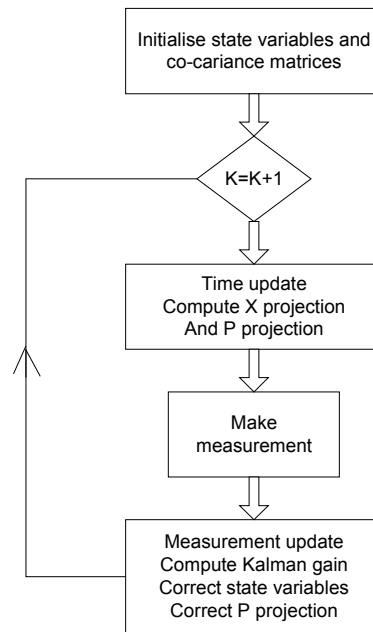 Initialise state variables and
co-cariance matrices
K=K+1
Time update
Compute X projection
And P projection
Make
measurement
Measurement update
Compute Kalman gain
Correct state variables
Correct P projection